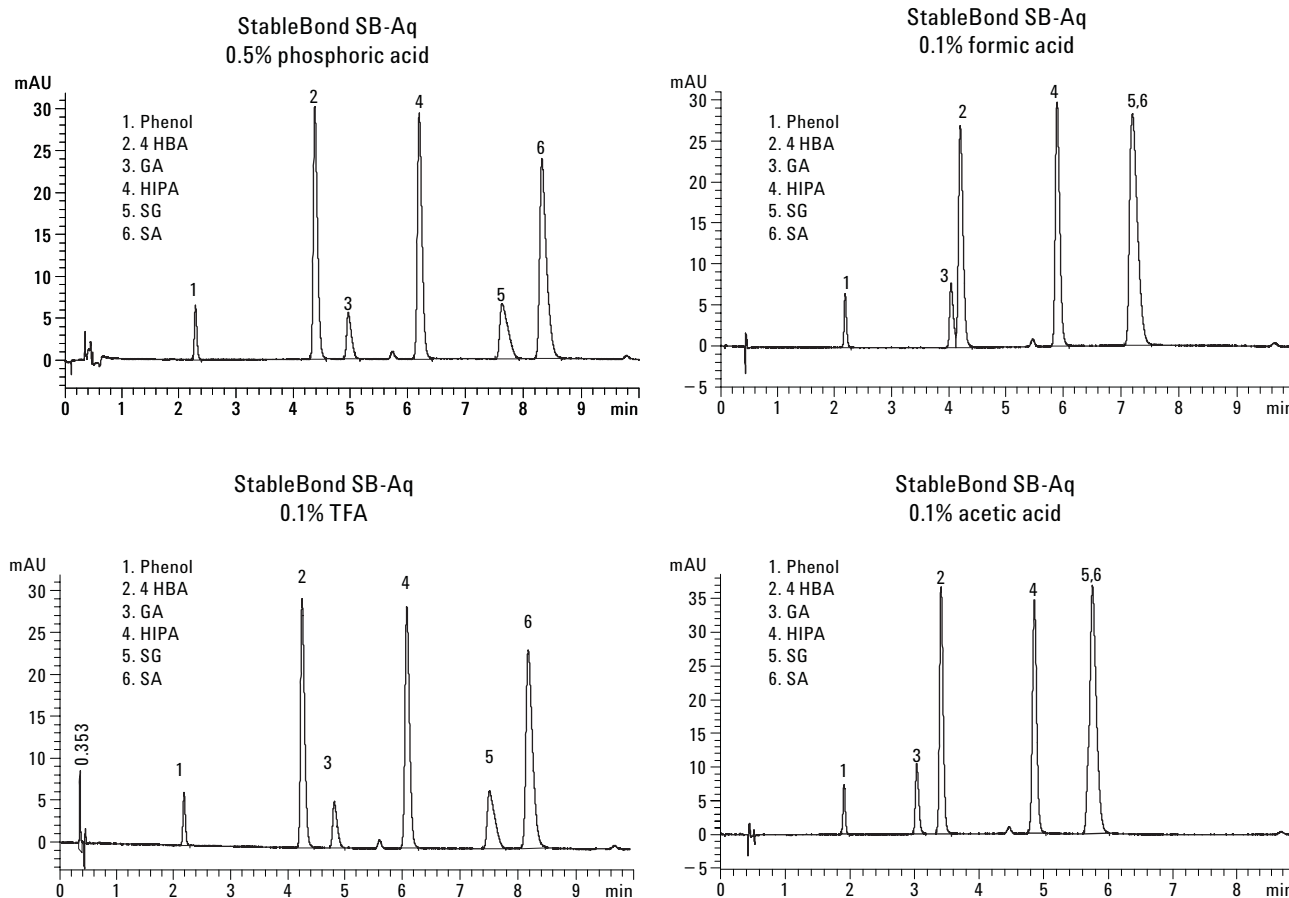 StableBond SB-Aq
0.5% phosphoric acid
mAU
30
25
20
15
10
5
0
1. Phenol
2. 4 HBA
3. GA
4. HIPA
5. SG
6. SA
1
2
3
4
5
6
0 1 2 3 4 5 6 7 8 9 min
StableBond SB-Aq
0.1% formic acid
mAU
30
25
20
15
10
5
0
−5
1. Phenol
2. 4 HBA
3. GA
4. HIPA
5. SG
6. SA
1
3
2
4
5,6
0 1 2 3 4 5 6 7 8 9 min
StableBond SB-Aq
0.1% TFA
mAU
30
25
20
15
10
5
0
1. Phenol
2. 4 HBA
3. GA
4. HIPA
5. SG
6. SA
0.353
1
2
3
4
5
6
0 1 2 3 4 5 6 7 8 min
StableBond SB-Aq
0.1% acetic acid
mAU
35
30
25
20
15
10
5
0
−5
1. Phenol
2. 4 HBA
3. GA
4. HIPA
5. SG
6. SA
1
3
2
4
5,6
0 1 2 3 4 5 6 7 8 min